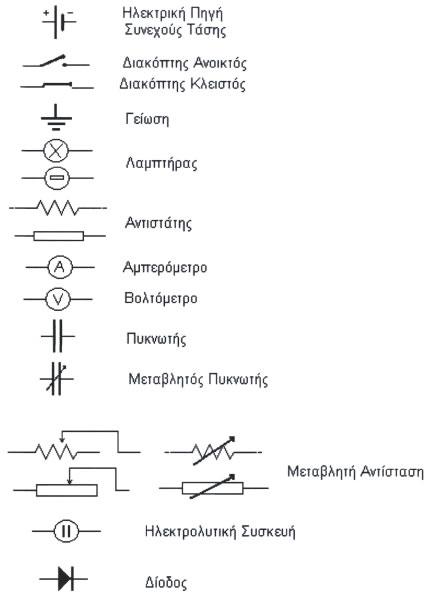 + − Ηλεκτρική Πηγή
Συνεχούς Τάσης
Διακόπτης Ανοικτός
Διακόπτης Κλειστός
Γείωση
Λαμπτήρας
Αντιστάτης
A Αμπερόμετρο
V Βολτόμετρο
Πυκνωτής
Μεταβλητός Πυκνωτής
Μεταβλητή Αντίσταση
Ηλεκτρολυτική Συσκευή
Δίοδος